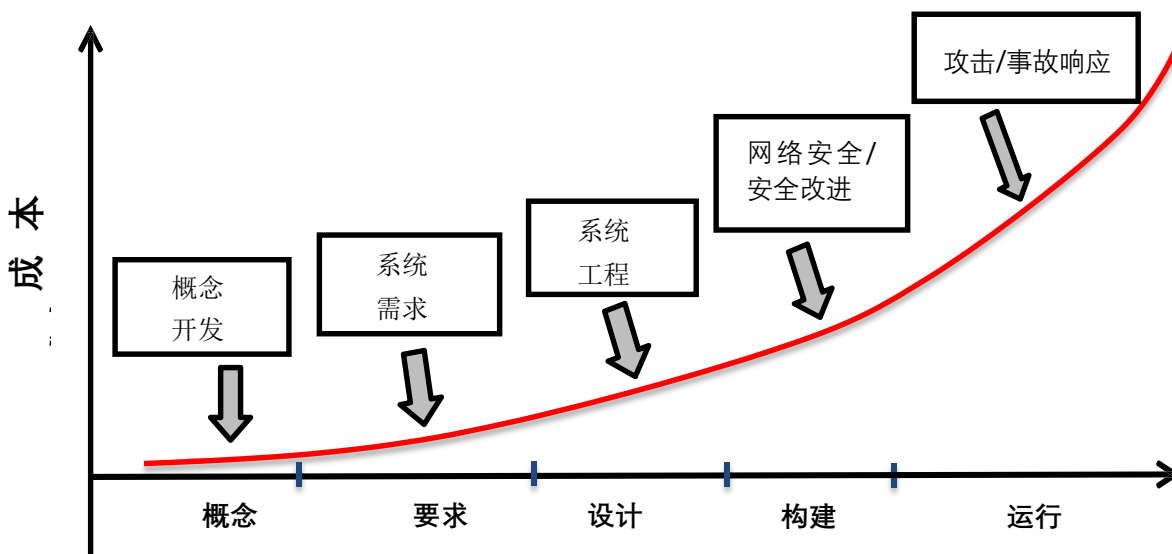 攻击/事故响应
网络安全/
安全改进
系统
工程
系统
需求
概念
开发
成本
概念
要求
设计
构建
运行